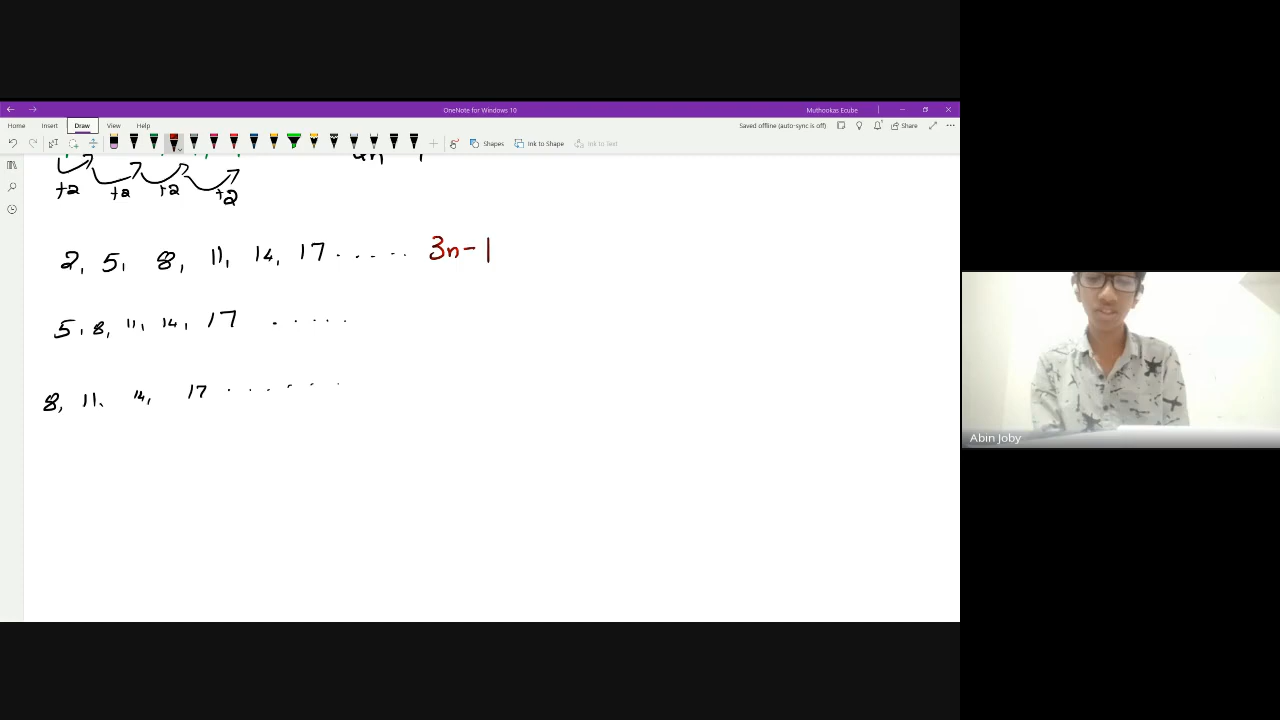 OneNote for Windows 10
Muthookas Ecube
Home Insert Draw View Help
Saved offline (auto-sync is off) Share
Shapes Ink to Shape Ink to Text
+2 +2 +2 +2
2, 5, 8, 11, 14, 17 ..... 3n-1
5, 8, 11, 14, 17 .....
8, 11, 14, 17 ......
Abin Joby